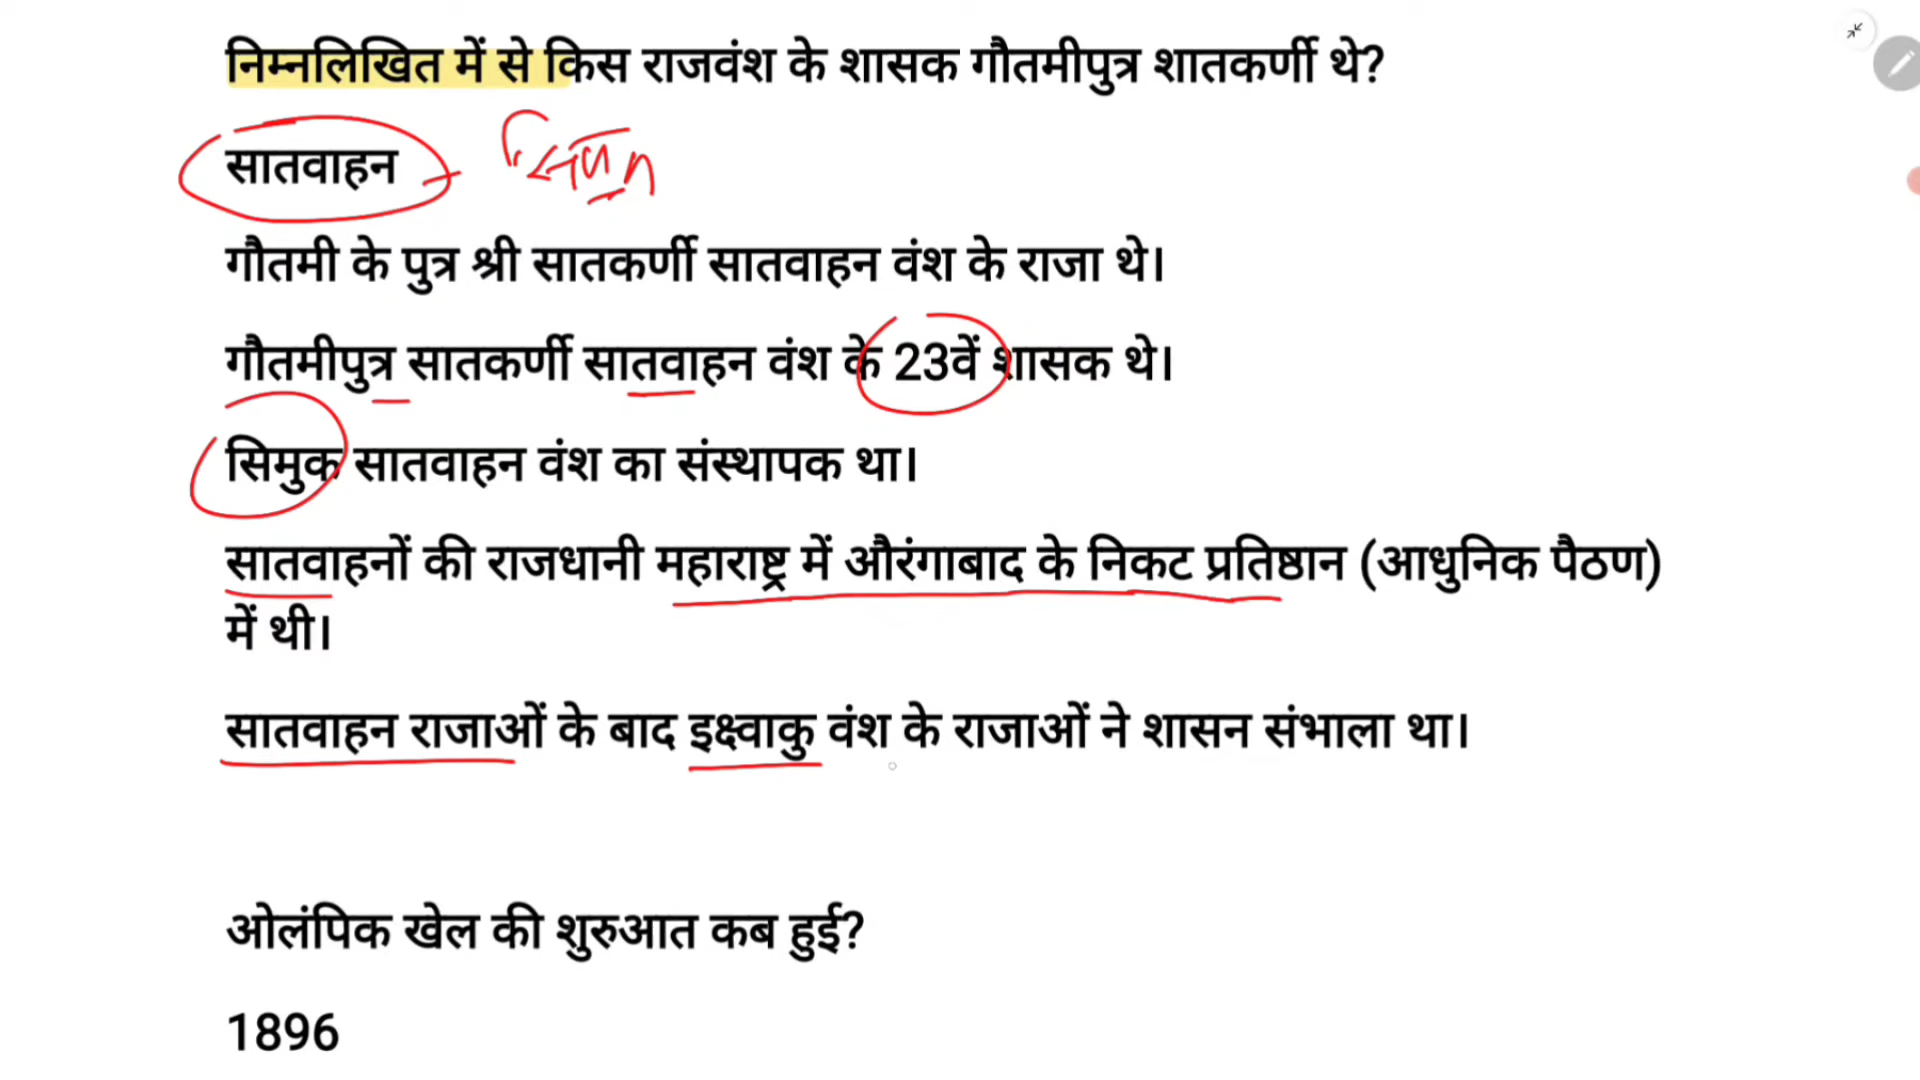 निम्नलिखित में से किस राजवंश के शासक गौतमीपुत्र शातकर्णी थे?
सातवाहन
गौतमी के पुत्र श्री सातकर्णी सातवाहन वंश के राजा थे।
गौतमीपुत्र सातकर्णी सातवाहन वंश के 23वें शासक थे।
सिमुक सातवाहन वंश का संस्थापक था।
सातवाहनों की राजधानी महाराष्ट्र में औरंगाबाद के निकट प्रतिष्ठान (आधुनिक पैठण)
में थी।
सातवाहन राजाओं के बाद इक्ष्वाकु वंश के राजाओं ने शासन संभाला था।
ओलंपिक खेल की शुरुआत कब हुई?
1896